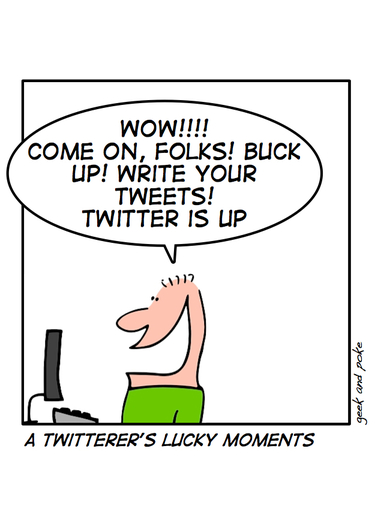 WOW!!!!
COME ON, FOLKS! BUCK
UP! WRITE YOUR
TWEETS!
TWITTER IS UP
geek and poke
A TWITTERER'S LUCKY MOMENTS